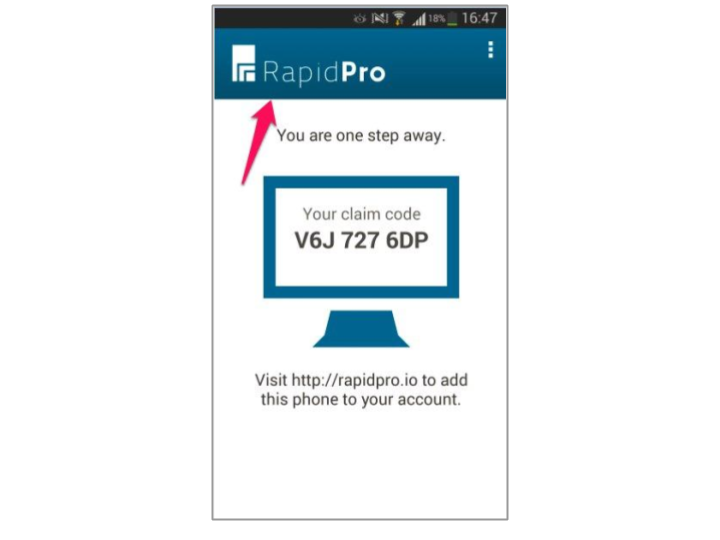 18% 16:47
RapidPro
You are one step away.
Your claim code
V6J 727 6DP
Visit http://rapidpro.io to add
this phone to your account.